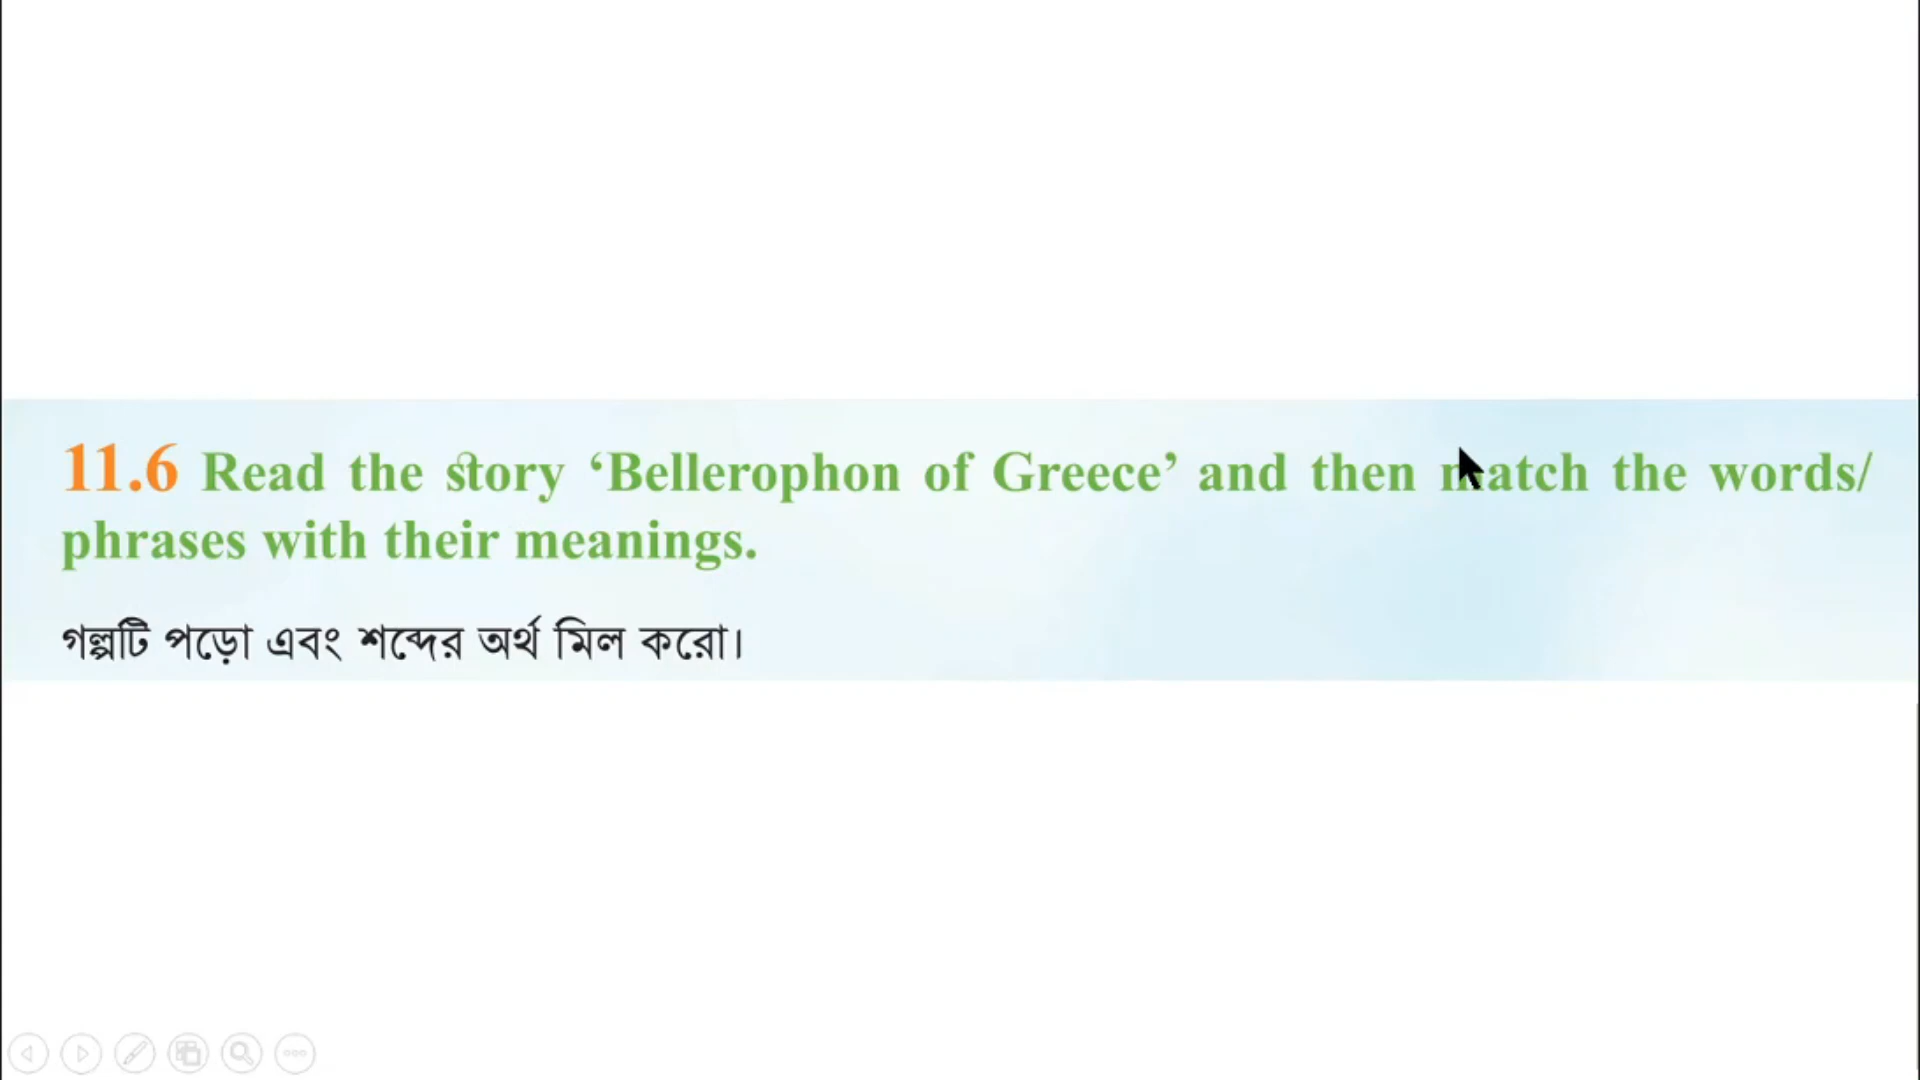 11.6 Read the story ‘Bellerophon of Greece’ and then match the words/
phrases with their meanings.
গল্পটি পড়ো এবং শব্দের অর্থ মিল করো।